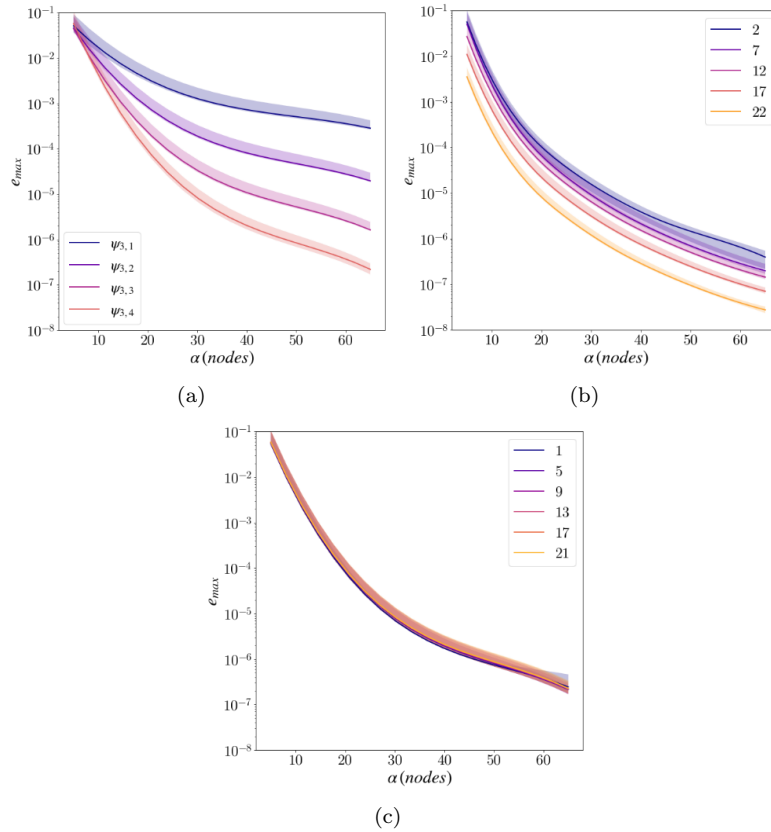 10⁻¹
10⁻²
10⁻³
10⁻⁴
10⁻⁵
10⁻⁶
10⁻⁷
10⁻⁸
e_max
ψ₃,₁
ψ₃,₂
ψ₃,₃
ψ₃,₄
10 20 30 40 50 60
α(nodes)
(a)
10⁻¹
10⁻²
10⁻³
10⁻⁴
10⁻⁵
10⁻⁶
10⁻⁷
10⁻⁸
e_max
2
7
12
17
22
10 20 30 40 50 60
α(nodes)
(b)
10⁻¹
10⁻²
10⁻³
10⁻⁴
10⁻⁵
10⁻⁶
10⁻⁷
10⁻⁸
e_max
1
5
9
13
17
21
10 20 30 40 50 60
α(nodes)
(c)